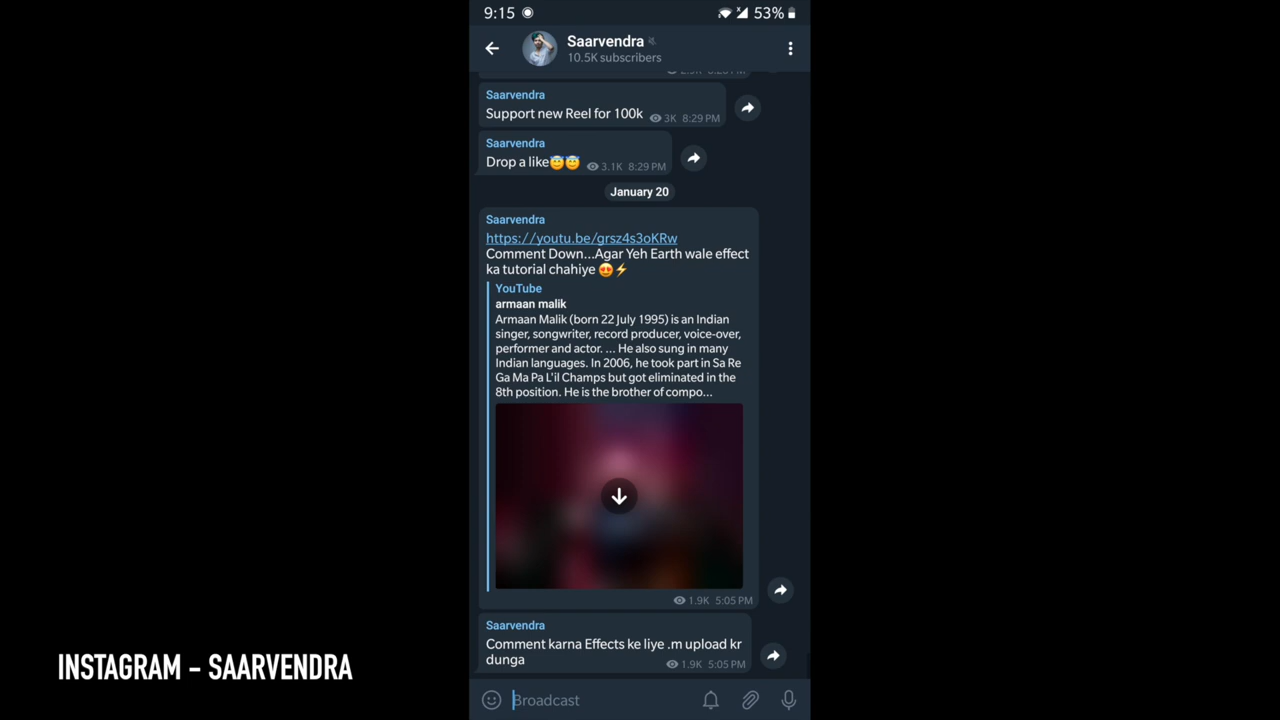 9:15
53%
Saarvendra
10.5K subscribers
Saarvendra
Support new Reel for 100k
3K 8:29 PM
Saarvendra
Drop a like😇😇
3.1K 8:29 PM
January 20
Saarvendra
https://youtu.be/grsz4s3oKRw
Comment Down...Agar Yeh Earth wale effect
ka tutorial chahiye 😍⚡
YouTube
armaan malik
Armaan Malik (born 22 July 1995) is an Indian
singer, songwriter, record producer, voice-over,
performer and actor. ... He also sung in many
Indian languages. In 2006, he took part in Sa Re
Ga Ma Pa L'il Champs but got eliminated in the
8th position. He is the brother of compo...
1.9K 5:05 PM
Saarvendra
Comment karna Effects ke liye .m upload kr
dunga
1.9K 5:05 PM
Broadcast
INSTAGRAM - SAARVENDRA